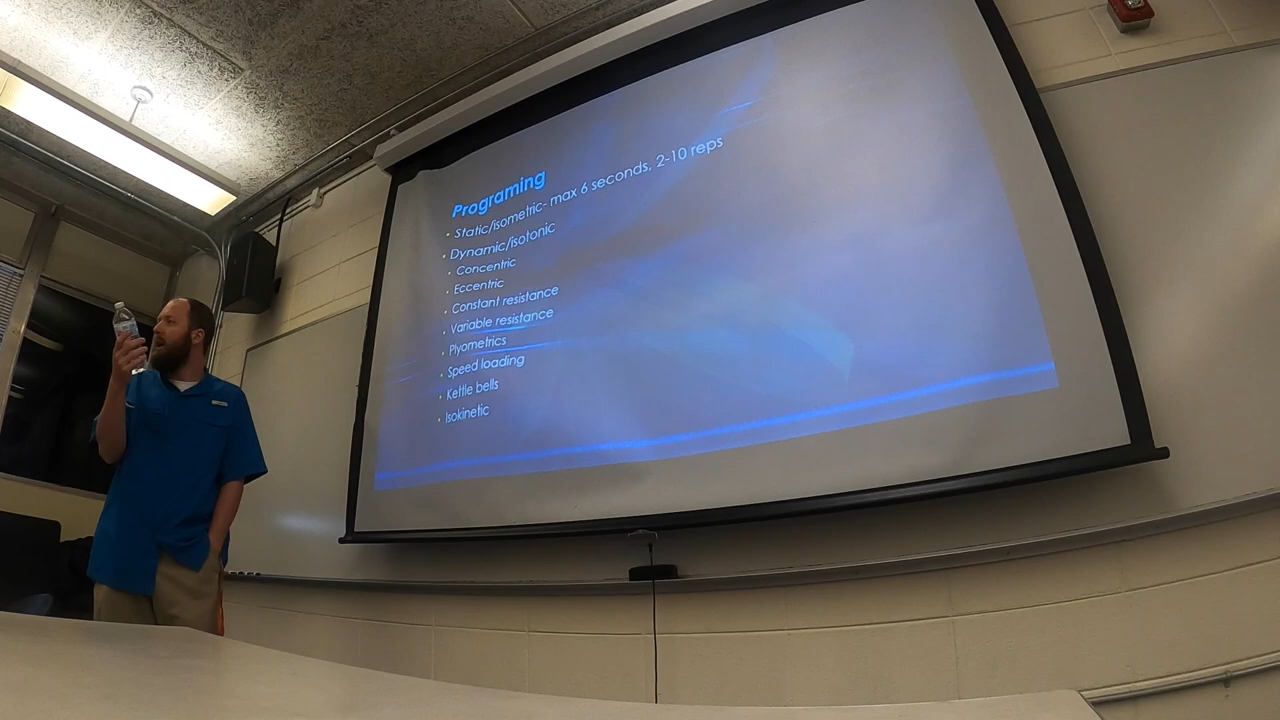 Programing
• Static/isometric- max 6 seconds, 2-10 reps
• Dynamic/isotonic
• Concentric
• Eccentric
• Constant resistance
• Variable resistance
• Plyometrics
• Speed loading
• Kettle bells
• Isokinetic